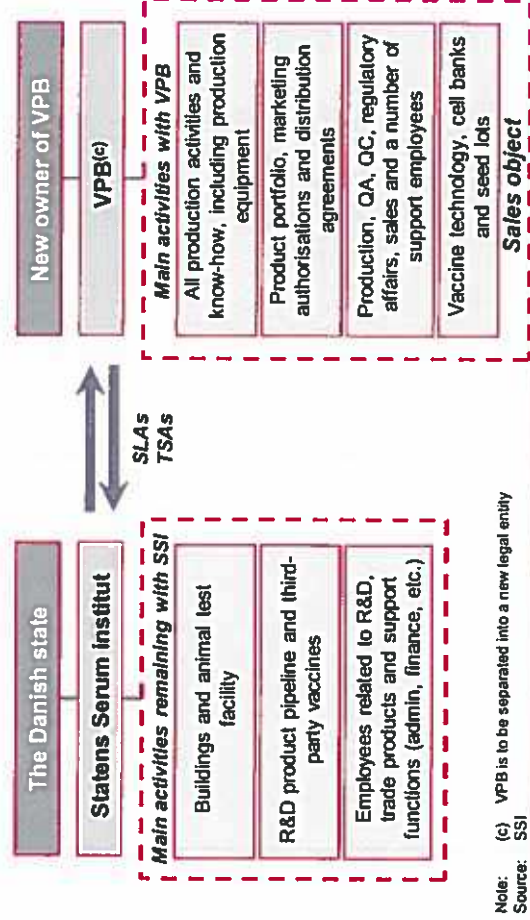 The Danish state
Statens Serum Institut
Main activities remaining with SSI
Buildings and animal test
facility
R&D product pipeline and third-
party vaccines
Employees related to R&D,
trade products and support
functions (admin, finance, etc.)
SLAs
TSAs
New owner of VPB
VPB(c)
Main activities with VPB
All production activities and
know-how, including production
equipment
Product portfolio, marketing
authorisations and distribution
agreements
Production, QA, QC, regulatory
affairs, sales and a number of
support employees
Vaccine technology, cell banks
and seed lots
Sales object
Note: (c) VPB is to be separated into a new legal entity
Source: SSI